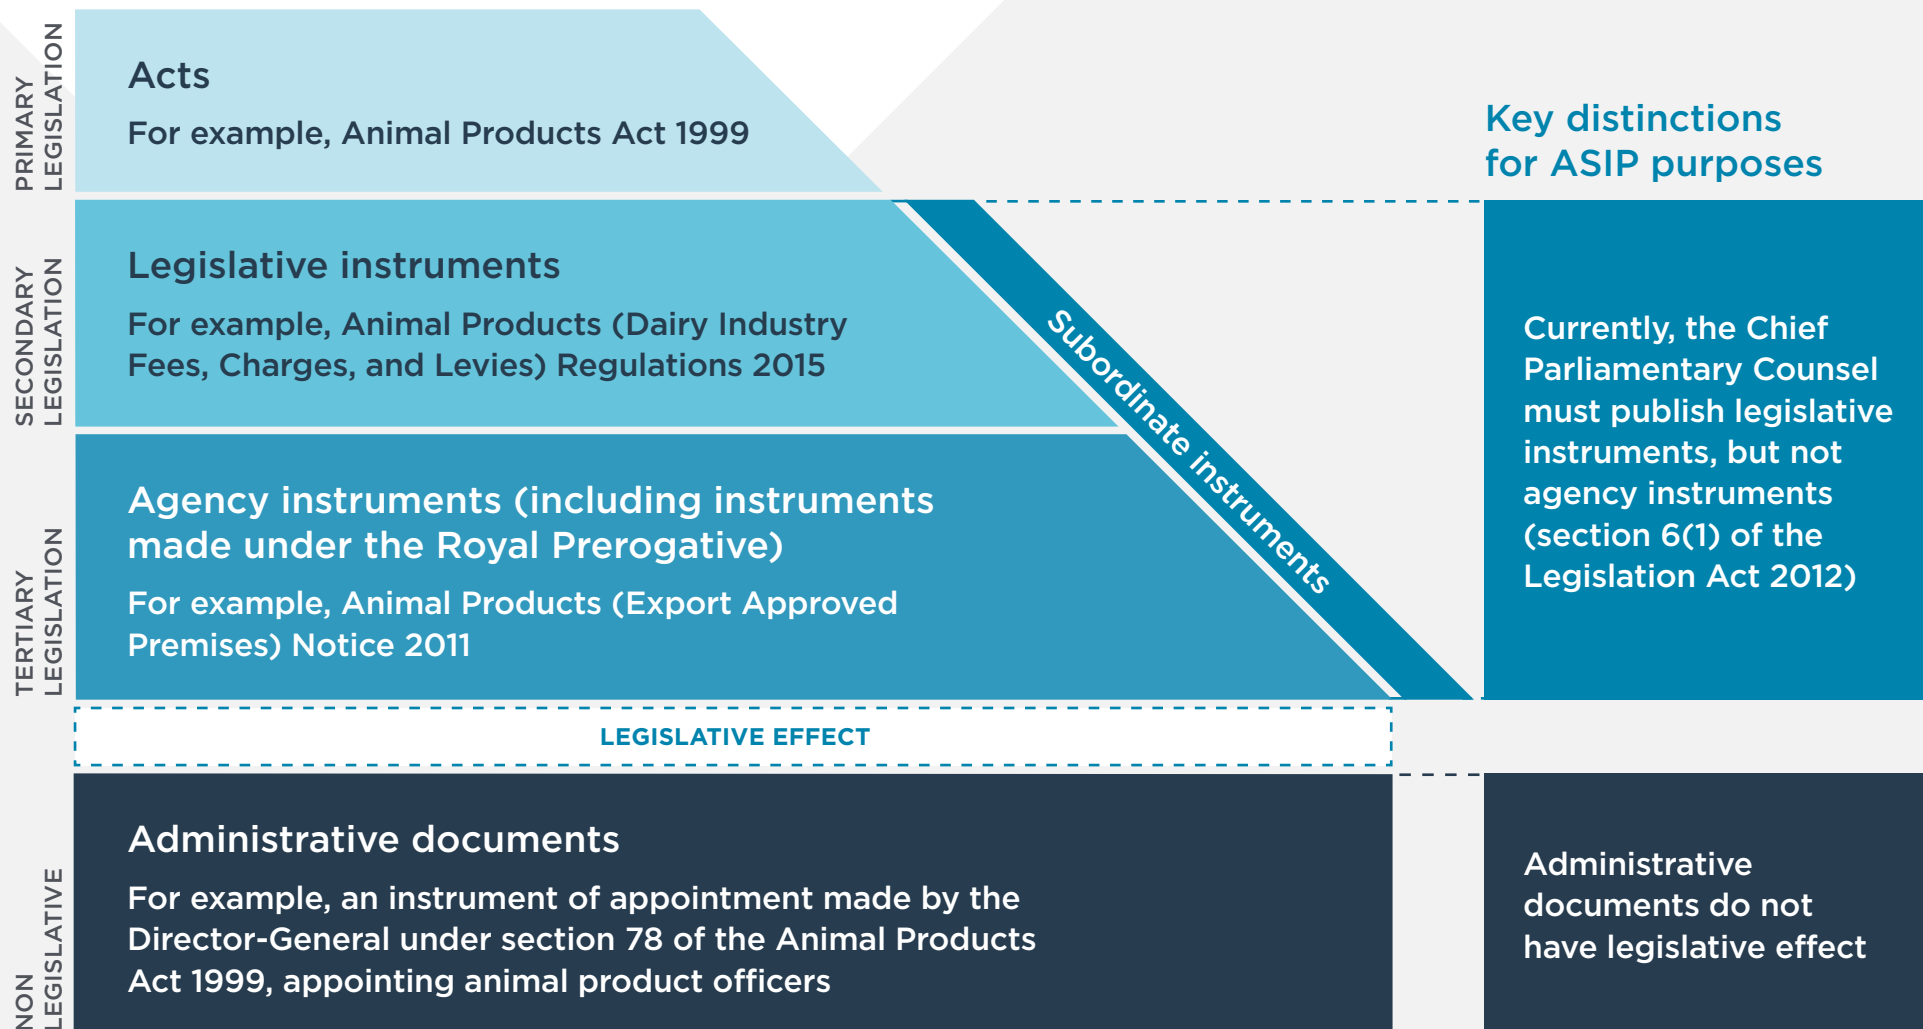 PRIMARY
LEGISLATION
Acts
For example, Animal Products Act 1999
SECONDARY
LEGISLATION
Legislative instruments
For example, Animal Products (Dairy Industry
Fees, Charges, and Levies) Regulations 2015
TERTIARY
LEGISLATION
Agency instruments (including instruments
made under the Royal Prerogative)
For example, Animal Products (Export Approved
Premises) Notice 2011
Subordinate instruments
LEGISLATIVE EFFECT
NON
LEGISLATIVE
Administrative documents
For example, an instrument of appointment made by the
Director-General under section 78 of the Animal Products
Act 1999, appointing animal product officers
Key distinctions
for ASIP purposes
Currently, the Chief
Parliamentary Counsel
must publish legislative
instruments, but not
agency instruments
(section 6(1) of the
Legislation Act 2012)
Administrative
documents do not
have legislative effect